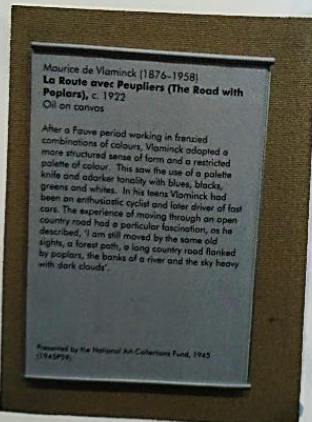 Maurice de Vlaminck (1876-1958)
La Route avec Peupliers (The Road with
Poplars), c. 1922
Oil on canvas
After a Fauve period working in frenzied
combinations of colours, Vlaminck adopted a
more structured sense of form and a restricted
palette of colour. This saw the use of a palette
knife and adarker tonality with blues, blacks,
greens and whites. In his teens Vlaminck had
been an enthusiastic cyclist and later driver of fast
cars. The experience of moving through an open
country road had a particular fascination, as he
described, 'I am still moved by the same old
sights, a forest path, a long country road flanked
by poplars, the banks of a river and the sky heavy
with dark clouds'.
Presented by the National Art-Collections Fund, 1945
(1945P29)